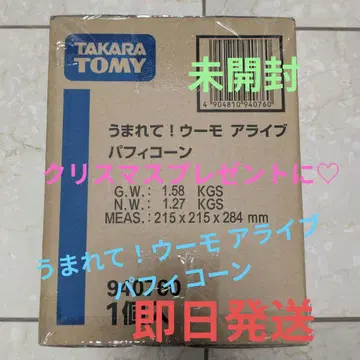 TAKARA
TOMY
未開封
4 904810 940760
うまれて！ウーモ アライブ
パフィコーン
クリスマスプレゼントに♡
G.W.: 1.58 KGS
N.W.: 1.27 KGS
MEAS.: 215 x 215 x 284 mm
うまれて！ウーモ アライブ
パフィコーン
940760
1個
即日発送